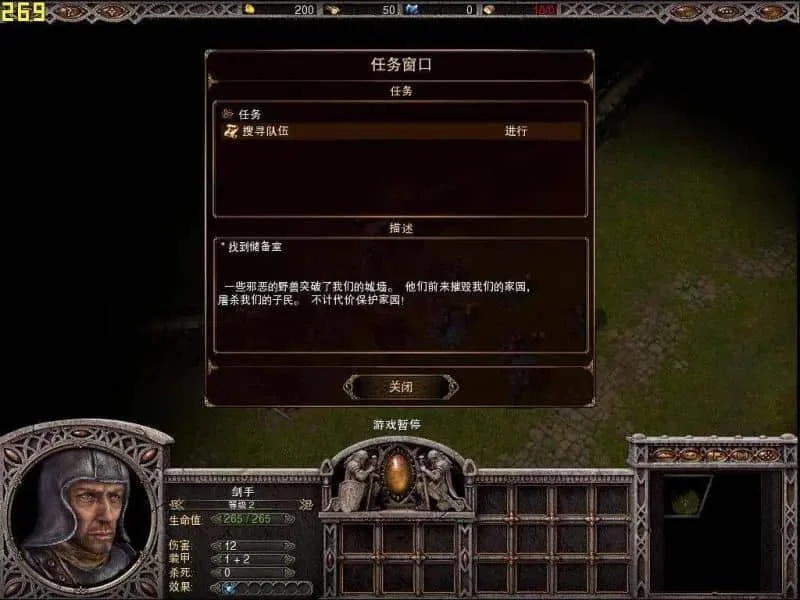 269
200 50 0 10/0
任务窗口
任务
任务
搜寻队伍 进行
描述
* 找到储备室
一些邪恶的野兽突破了我们的城墙。 他们前来摧毁我们的家园,
屠杀我们的子民。 不计代价保护家园!
关闭
游戏暂停
剑手
等级 2
生命值: 265 / 265
伤害: 12
装甲: 1 + 2
杀死: 0
效果: